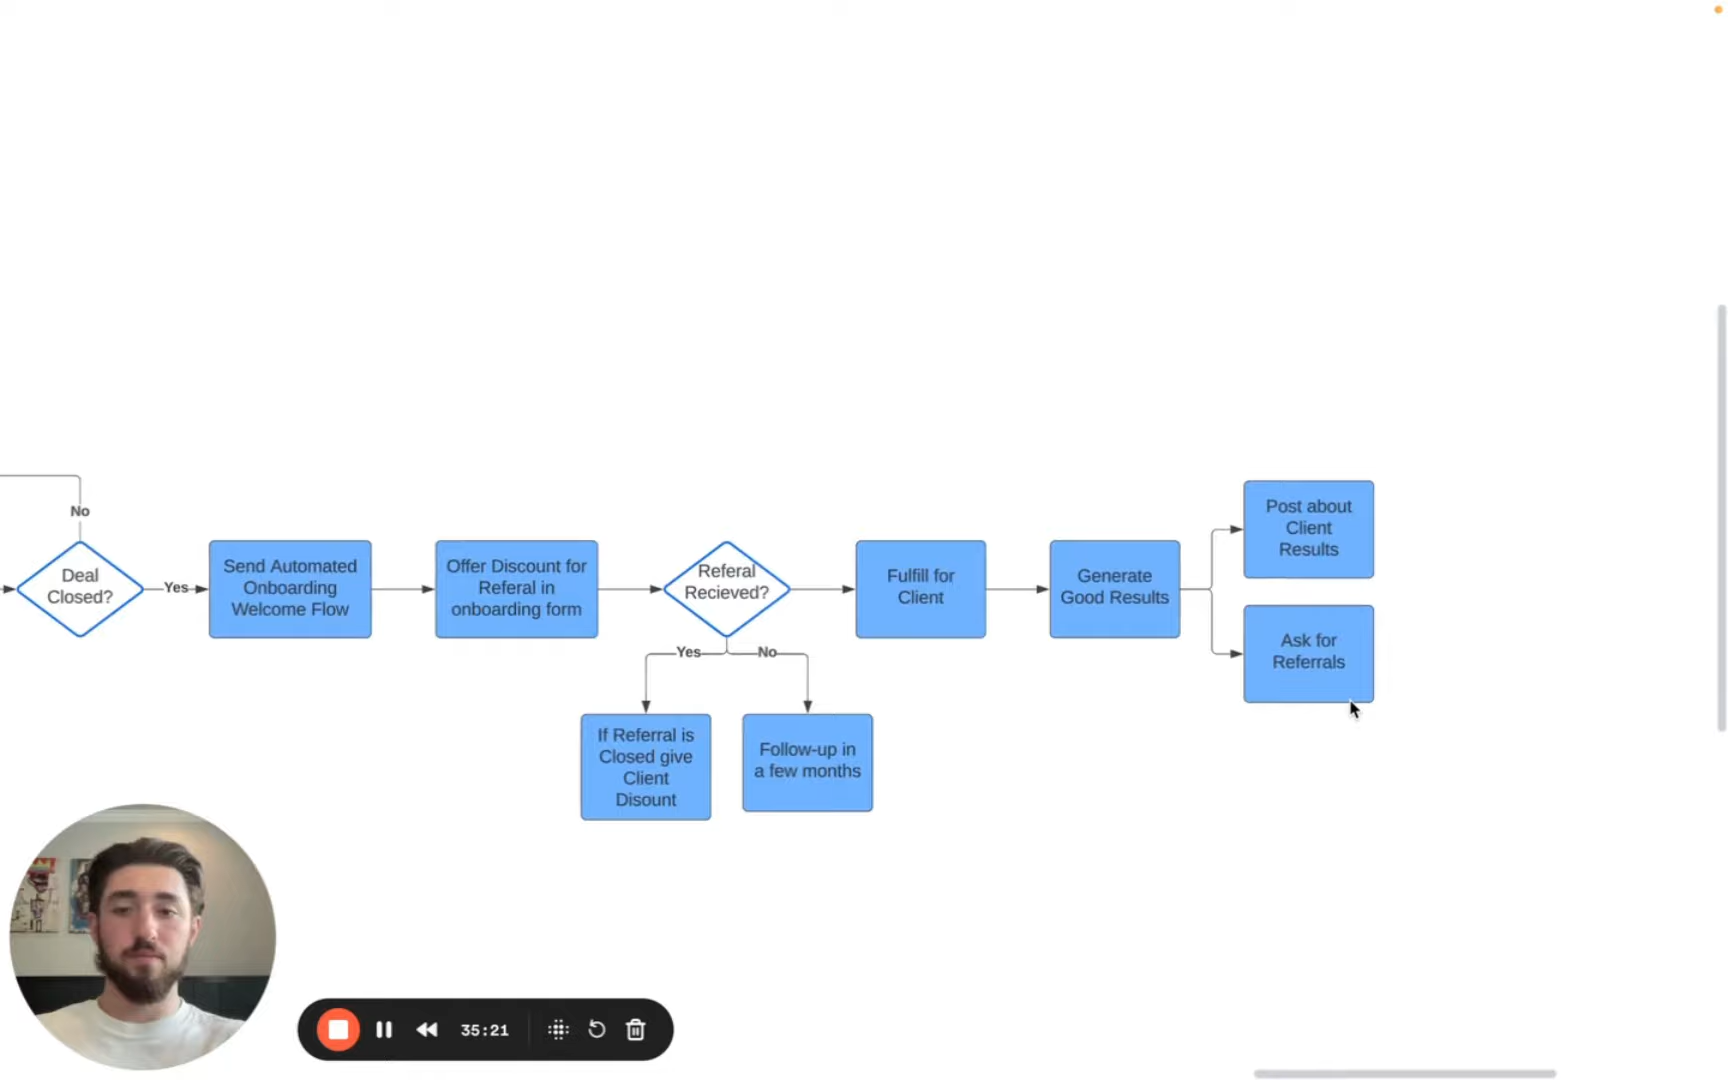 No
Deal
Closed?
Yes
Send Automated
Onboarding
Welcome Flow
Offer Discount for
Referal in
onboarding form
Referal
Recieved?
Yes
No
If Referral is
Closed give
Client
Disount
Follow-up in
a few months
Fulfill for
Client
Generate
Good Results
Post about
Client
Results
Ask for
Referrals
35:21